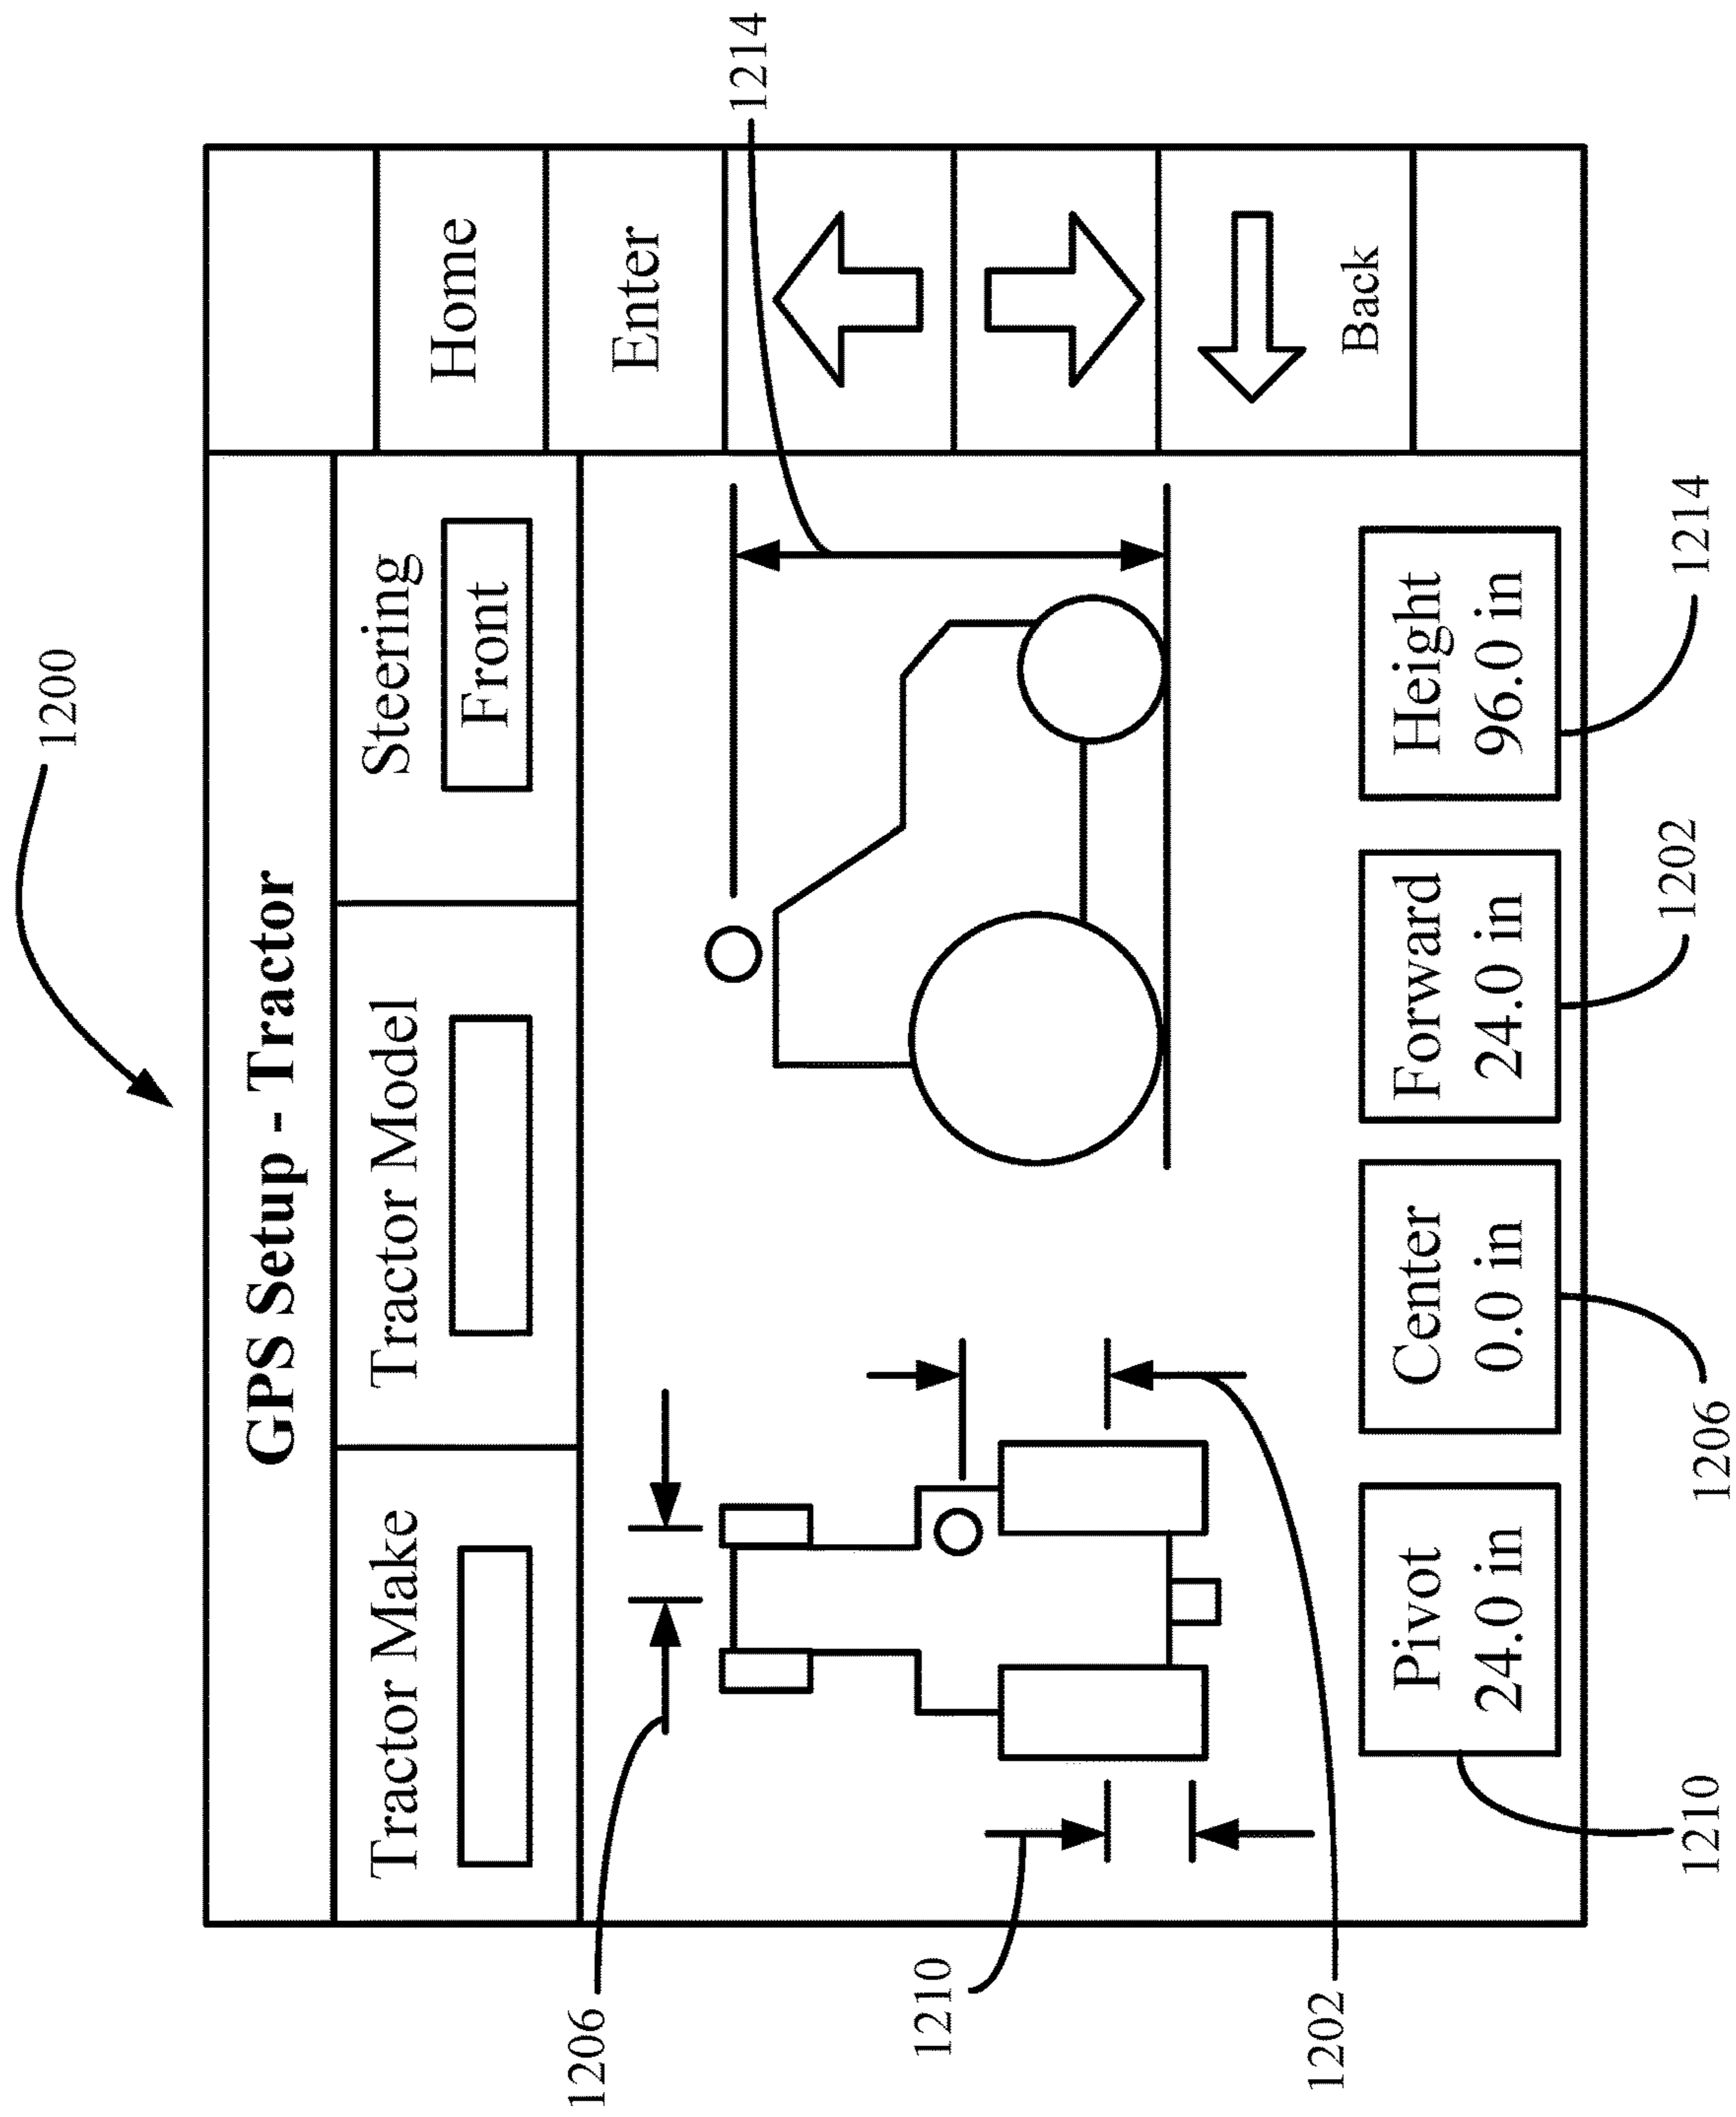 1200
GPS Setup - Tractor
Tractor Make
Tractor Model
Steering
Front
Home
Enter
Back
1214
1206
1210
1202
Pivot
24.0 in
Center
0.0 in
Forward
24.0 in
Height
96.0 in
1210
1206
1202
1214